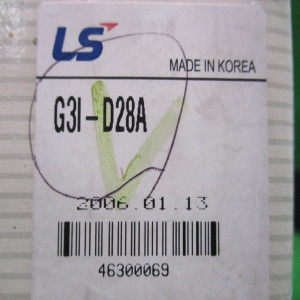 LS
MADE IN KOREA
G3I-D28A
2006.01.13
46300069